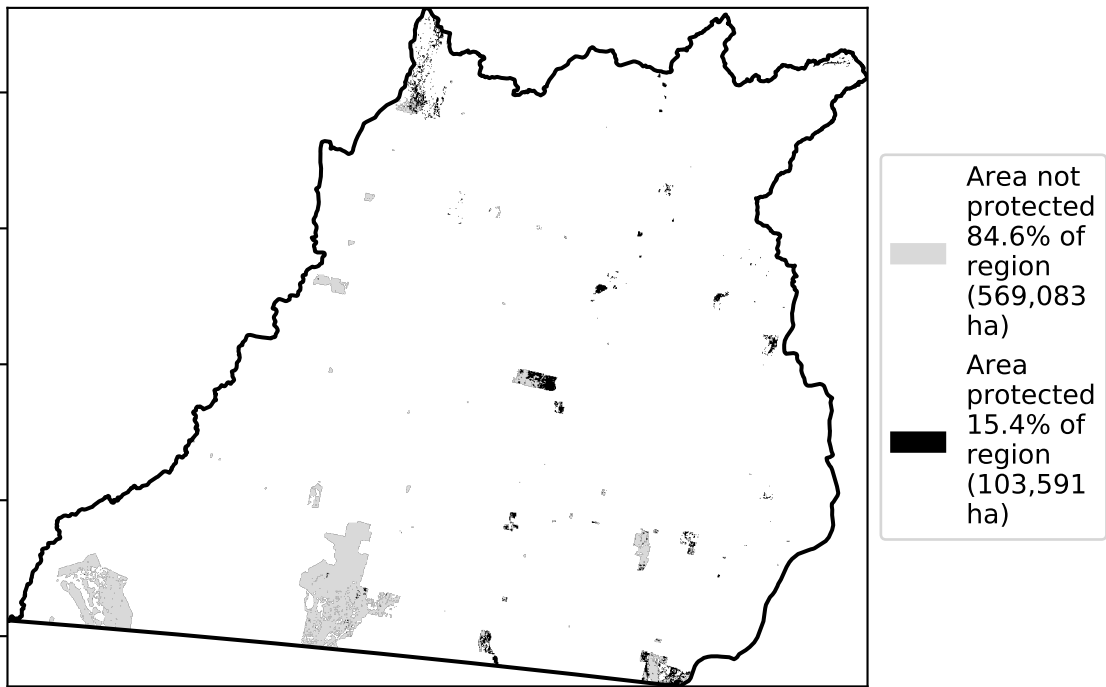 Area not
protected
84.6% of
region
(569,083
ha)
Area
protected
15.4% of
region
(103,591
ha)